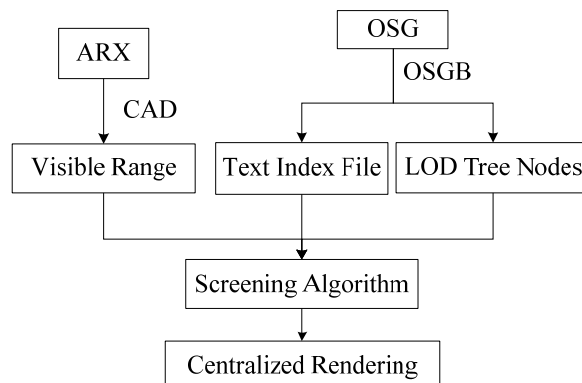 OSG
ARX
OSGB
CAD
Visible Range
Text Index File
LOD Tree Nodes
Screening Algorithm
Centralized Rendering